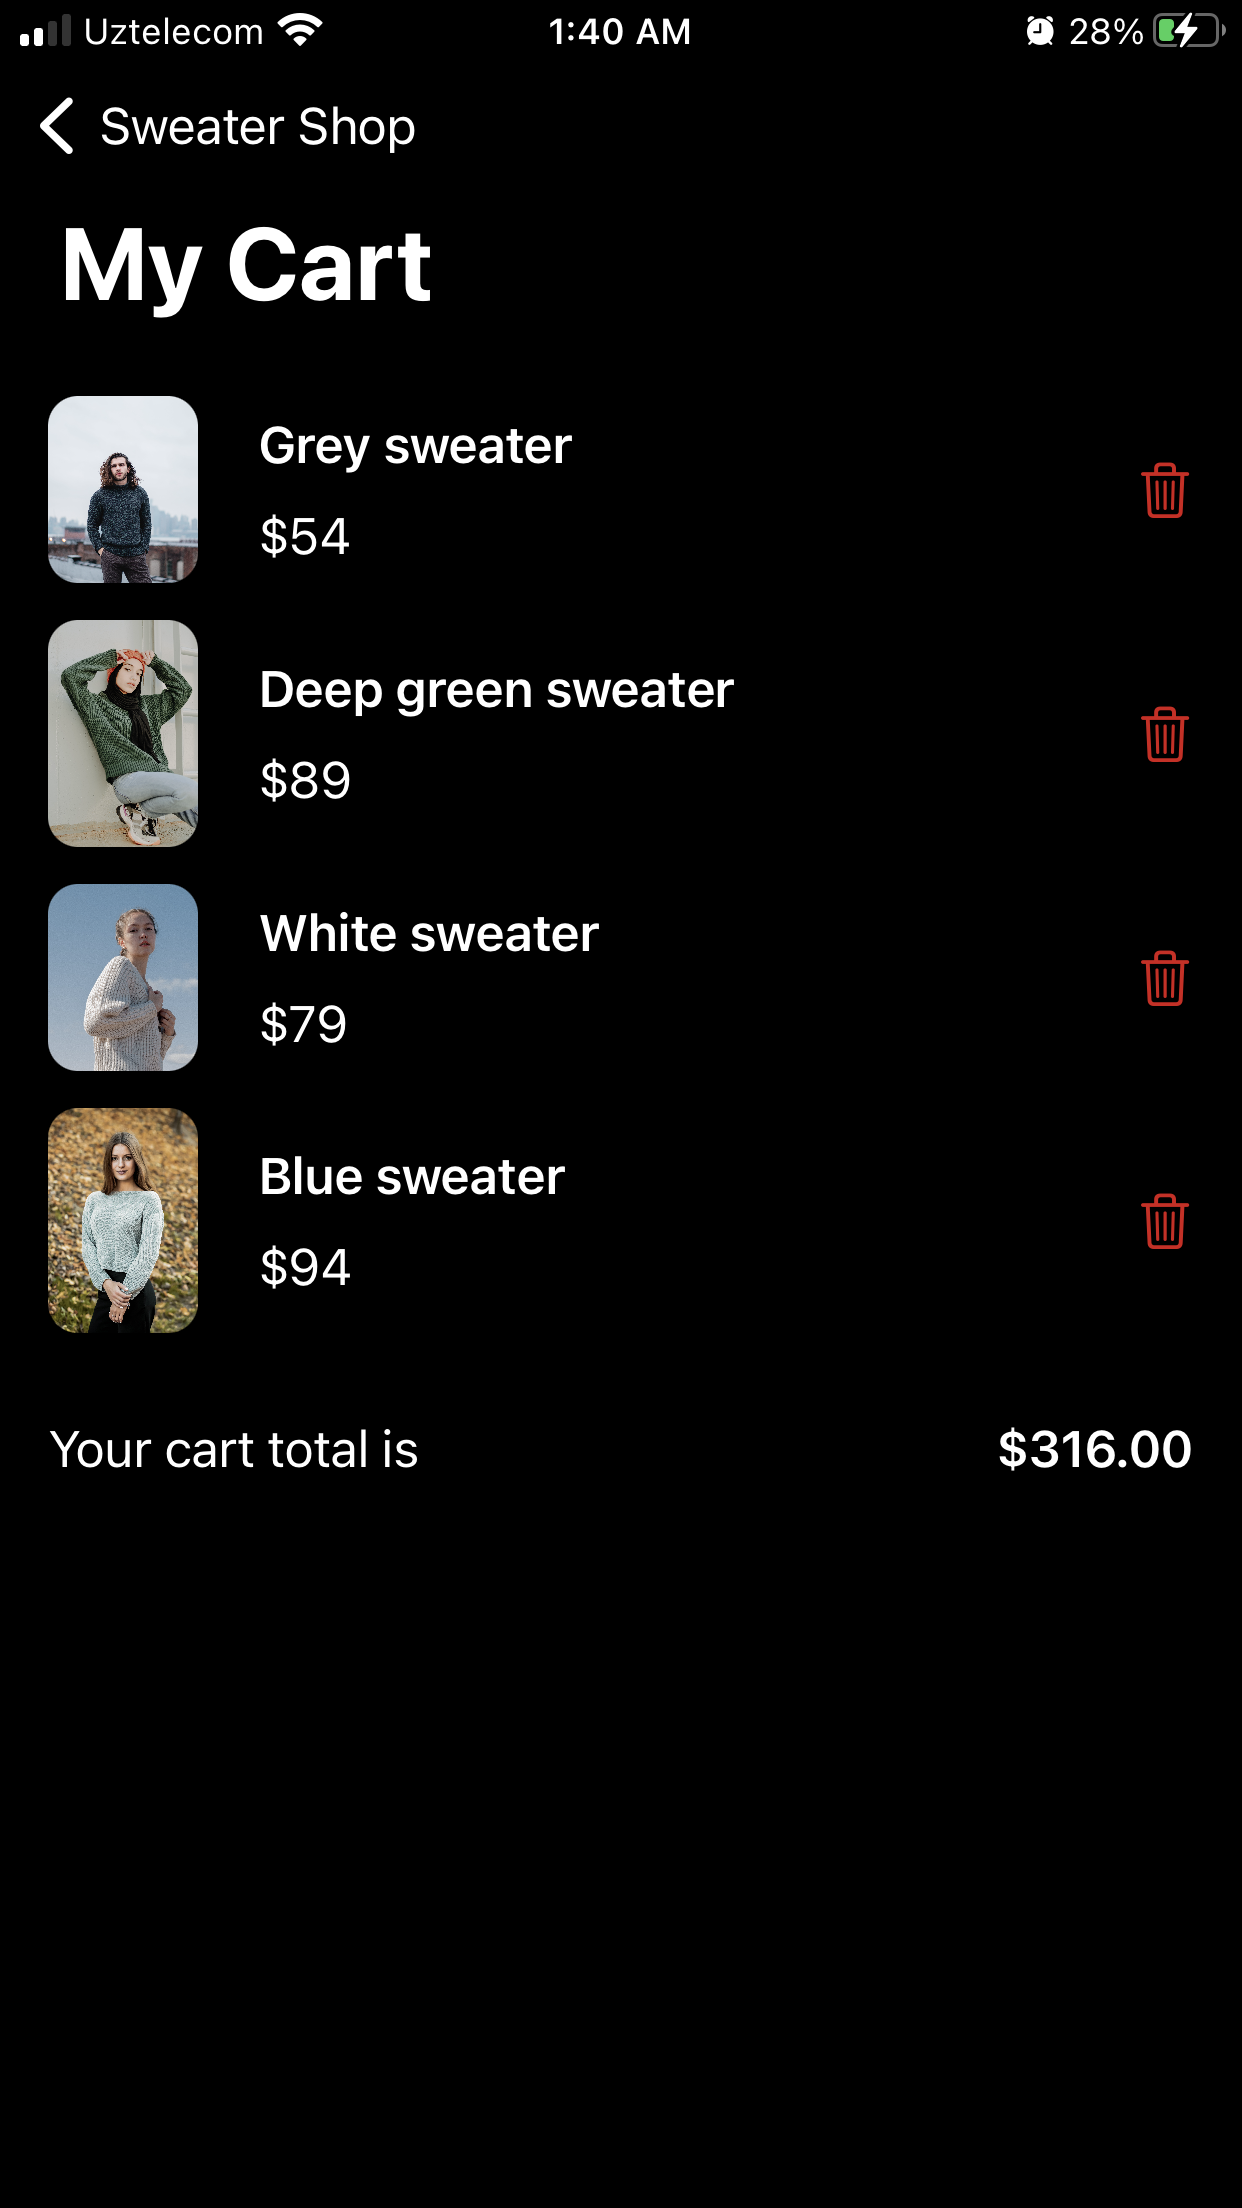 Uztelecom 1:40 AM 28%
Sweater Shop
My Cart
Grey sweater
$54
Deep green sweater
$89
White sweater
$79
Blue sweater
$94
Your cart total is $316.00